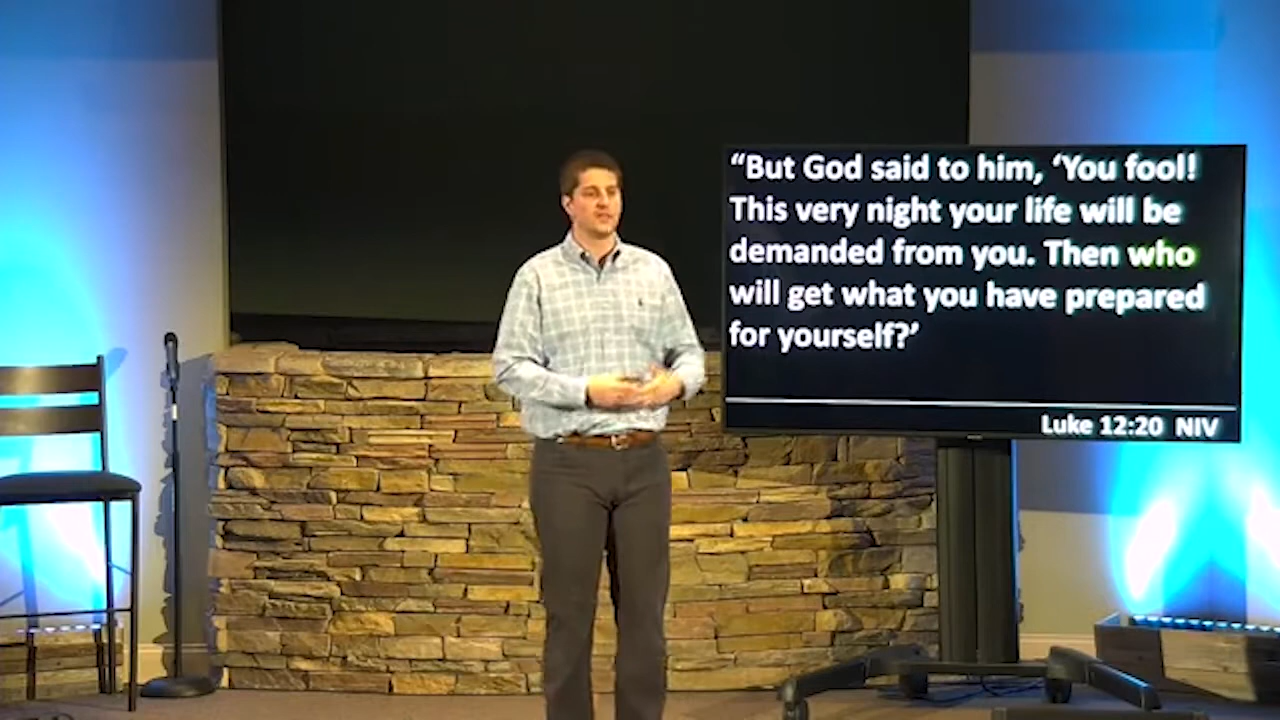 “But God said to him, ‘You fool!
This very night your life will be
demanded from you. Then who
will get what you have prepared
for yourself?’
Luke 12:20 NIV